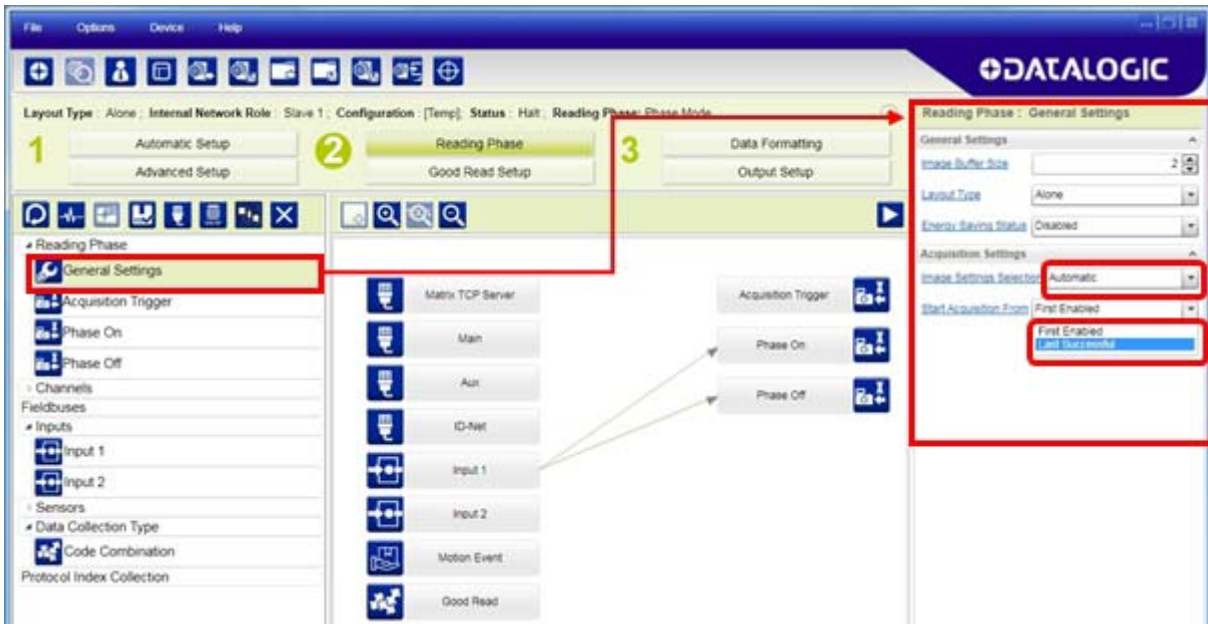 File Options Device Help
DATALOGIC
Layout Type : Alone ; Internal Network Role : Slave 1 ; Configuration : [Temp]; Status : Halt ; Reading Phase: Phase Mode
1 Automatic Setup
Advanced Setup
2 Reading Phase
Good Read Setup
3 Data Formatting
Output Setup
Reading Phase
General Settings
Acquisition Trigger
Phase On
Phase Off
Channels
Fieldbuses
Inputs
Input 1
Input 2
Sensors
Data Collection Type
Code Combination
Protocol Index Collection
Matrix TCP Server
Main
Aux
ID-Net
Input 1
Input 2
Motion Event
Good Read
Acquisition Trigger
Phase On
Phase Off
Reading Phase : General Settings
General Settings
Image Buffer Size 2
Layout Type Alone
Energy Saving Status Disabled
Acquisition Settings
Image Settings Selection Automatic
Start Acquisition From First Enabled
First Enabled
Last Successful